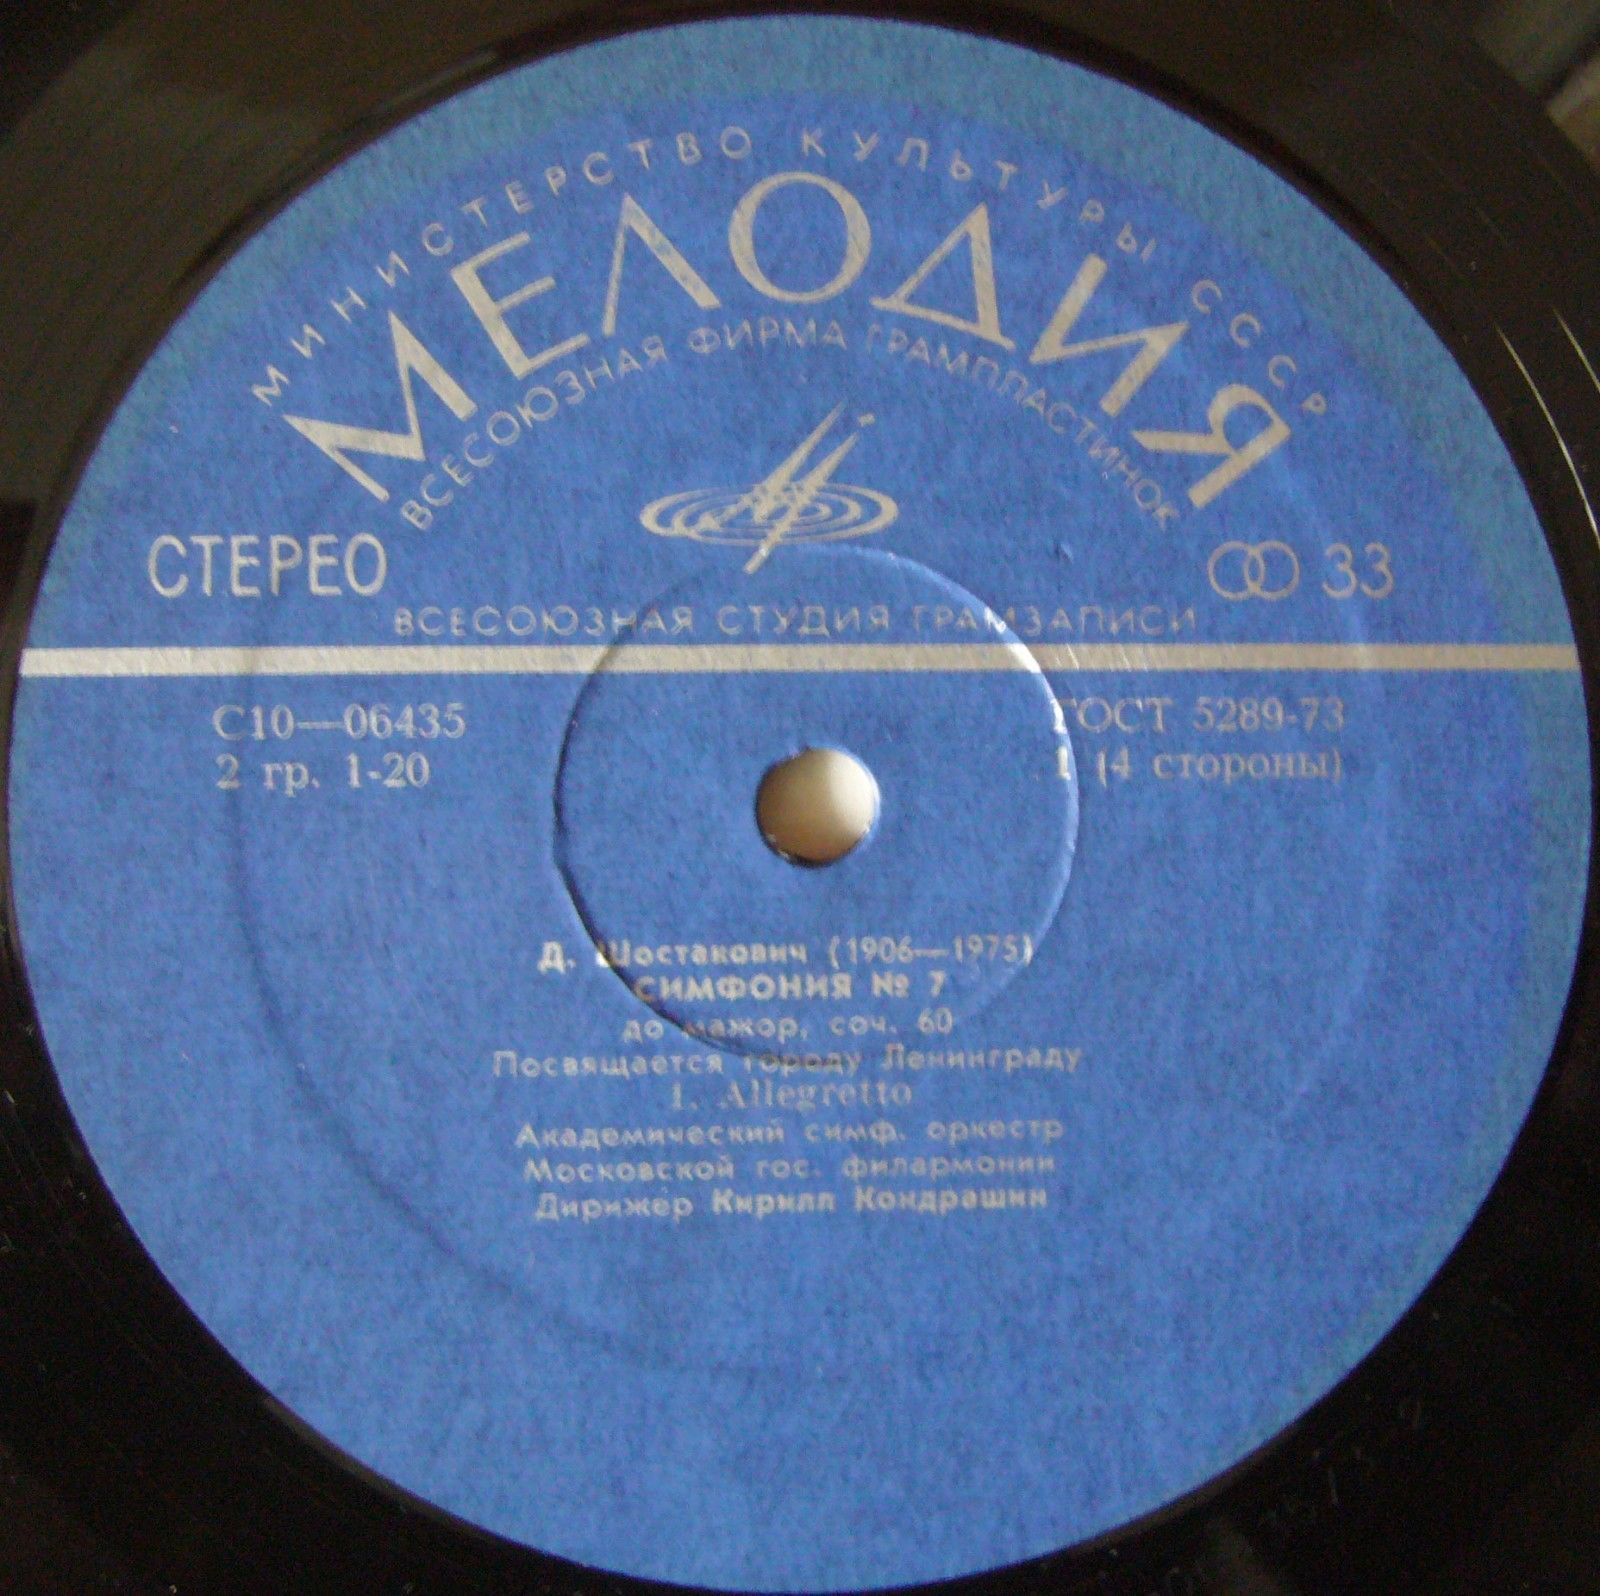 МИНИСТЕРСТВО КУЛЬТУРЫ СССР
МЕЛОДИЯ
ВСЕСОЮЗНАЯ ФИРМА ГРАМПЛАСТИНОК
СТЕРЕО
33
ВСЕСОЮЗНАЯ СТУДИЯ ГРАМЗАПИСИ
С10—06435
ГОСТ 5289-73
2 гр. 1-20
1 (4 стороны)
Д. Шостакович (1906—1975)
СИМФОНИЯ № 7
до мажор, соч. 60
Посвящается городу Ленинграду
1. Allegretto
Академический симф. оркестр
Московской гос. филармонии
Дирижер Кирилл Кондрашин